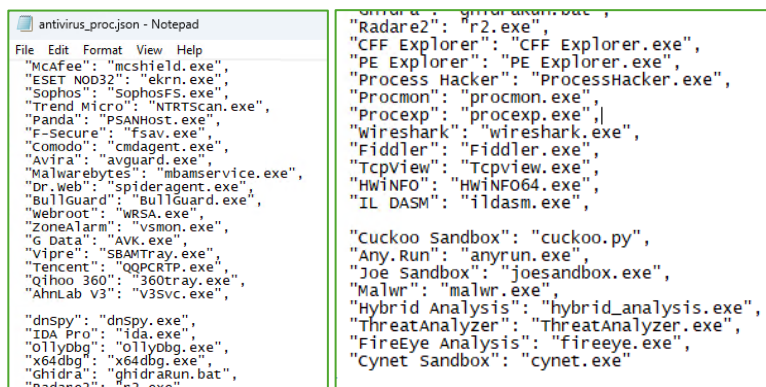 antivirus_proc.json - Notepad
File Edit Format View Help
"McAfee": "mcshield.exe",
"ESET NOD32": "ekrn.exe",
"Sophos": "SophosFS.exe",
"Trend Micro": "NTRTScan.exe",
"Panda": "PSANHost.exe",
"F-Secure": "fsav.exe",
"Comodo": "cmdagent.exe",
"Avira": "avguard.exe",
"Malwarebytes": "mbamservice.exe",
"Dr.Web": "spideragent.exe",
"BullGuard": "BullGuard.exe",
"Webroot": "WRSA.exe",
"ZoneAlarm": "vsmon.exe",
"G Data": "AVK.exe",
"Vipre": "SBAMTray.exe",
"Tencent": "QQPCRTP.exe",
"Qihoo 360": "360tray.exe",
"AhnLab V3": "V3Svc.exe",
"dnSpy": "dnSpy.exe",
"IDA Pro": "ida.exe",
"OllyDbg": "OllyDbg.exe",
"x64dbg": "x64dbg.exe",
"Ghidra": "ghidraRun.bat",
"Radare2": "r2.exe",
"Ghidra": "ghidraRun.bat",
"Radare2": "r2.exe",
"CFF Explorer": "CFF Explorer.exe",
"PE Explorer": "PE Explorer.exe",
"Process Hacker": "ProcessHacker.exe",
"Procmon": "procmon.exe",
"Procexp": "procexp.exe",
"Wireshark": "wireshark.exe",
"Fiddler": "Fiddler.exe",
"TcpView": "Tcpview.exe",
"HWiNFO": "HWiNFO64.exe",
"IL DASM": "ildasm.exe",
"Cuckoo Sandbox": "cuckoo.py",
"Any.Run": "anyrun.exe",
"Joe Sandbox": "joesandbox.exe",
"Malwr": "malwr.exe",
"Hybrid Analysis": "hybrid_analysis.exe",
"ThreatAnalyzer": "ThreatAnalyzer.exe",
"FireEye Analysis": "fireeye.exe",
"Cynet Sandbox": "cynet.exe"